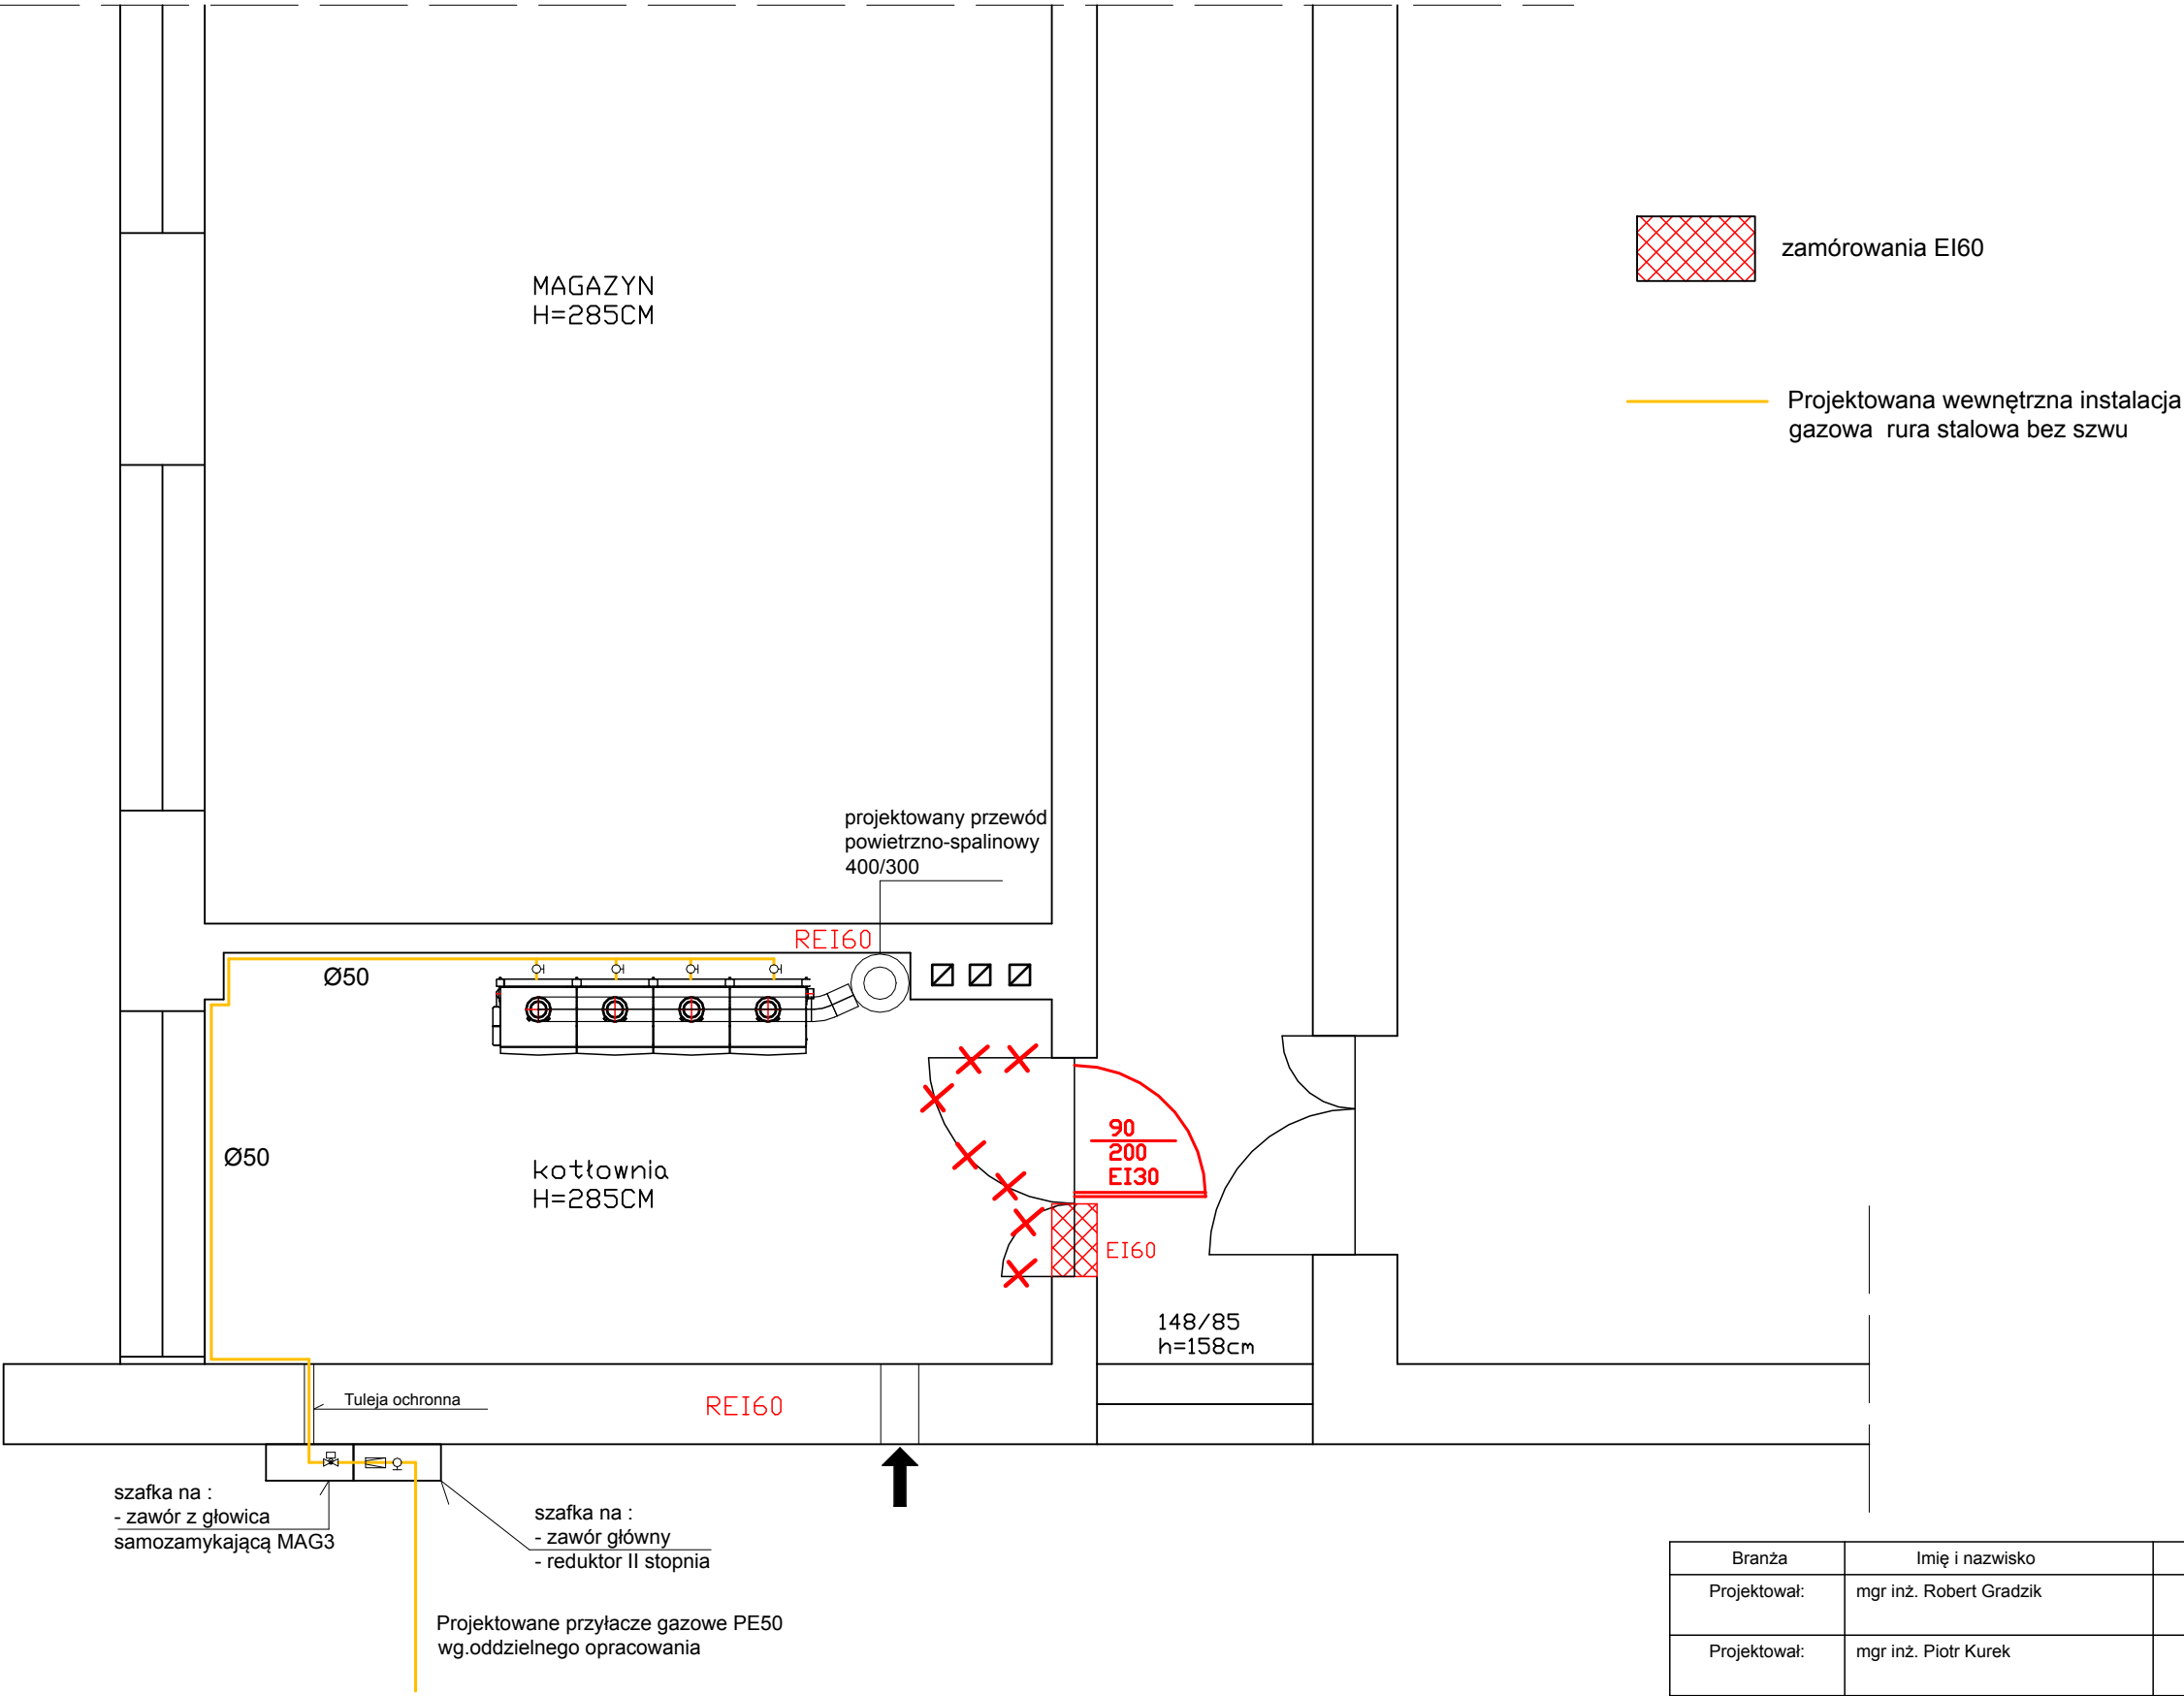 MAGAZYN
H=285CM
zamórowania EI60
Projektowana wewnętrzna instalacja
gazowa rura stalowa bez szwu
projektowany przewód
powietrzno-spalinowy
400/300
REI60
Ø50
Ø50
kotłownia
H=285CM
90
200
EI30
EI60
148/85
h=158cm
Tuleja ochronna
REI60
szafka na :
- zawór z głowica
samozamykającą MAG3
szafka na :
- zawór główny
- reduktor II stopnia
Projektowane przyłacze gazowe PE50
wg.oddzielnego opracowania
Branża Imię i nazwisko
Projektował: mgr inż. Robert Gradzik
Projektował: mgr inż. Piotr Kurek